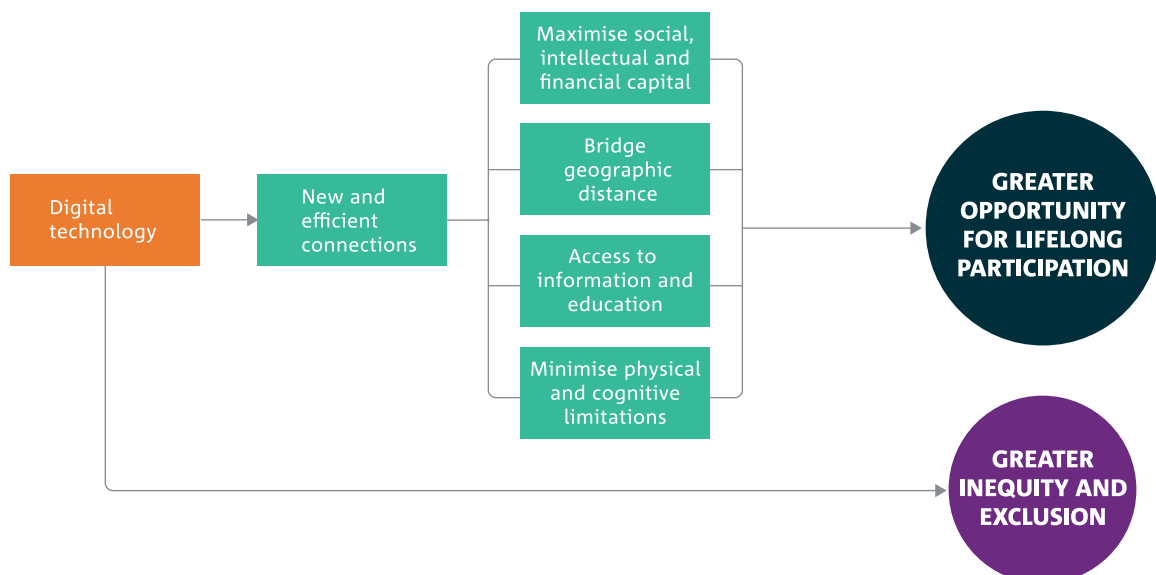 Digital
technology
New and
efficient
connections
Maximise social,
intellectual and
financial capital
Bridge
geographic
distance
Access to
information and
education
Minimise physical
and cognitive
limitations
GREATER
OPPORTUNITY
FOR LIFELONG
PARTICIPATION
GREATER
INEQUITY AND
EXCLUSION